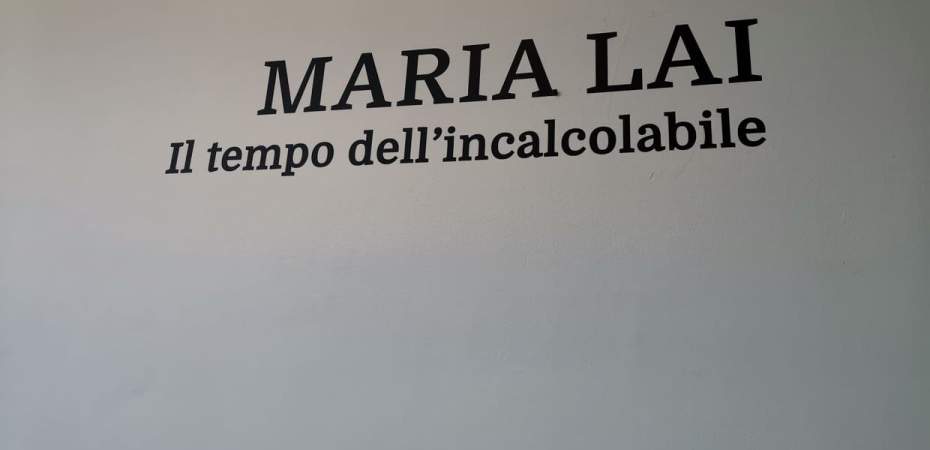 MARIA LAI
Il tempo dell’incalcolabile